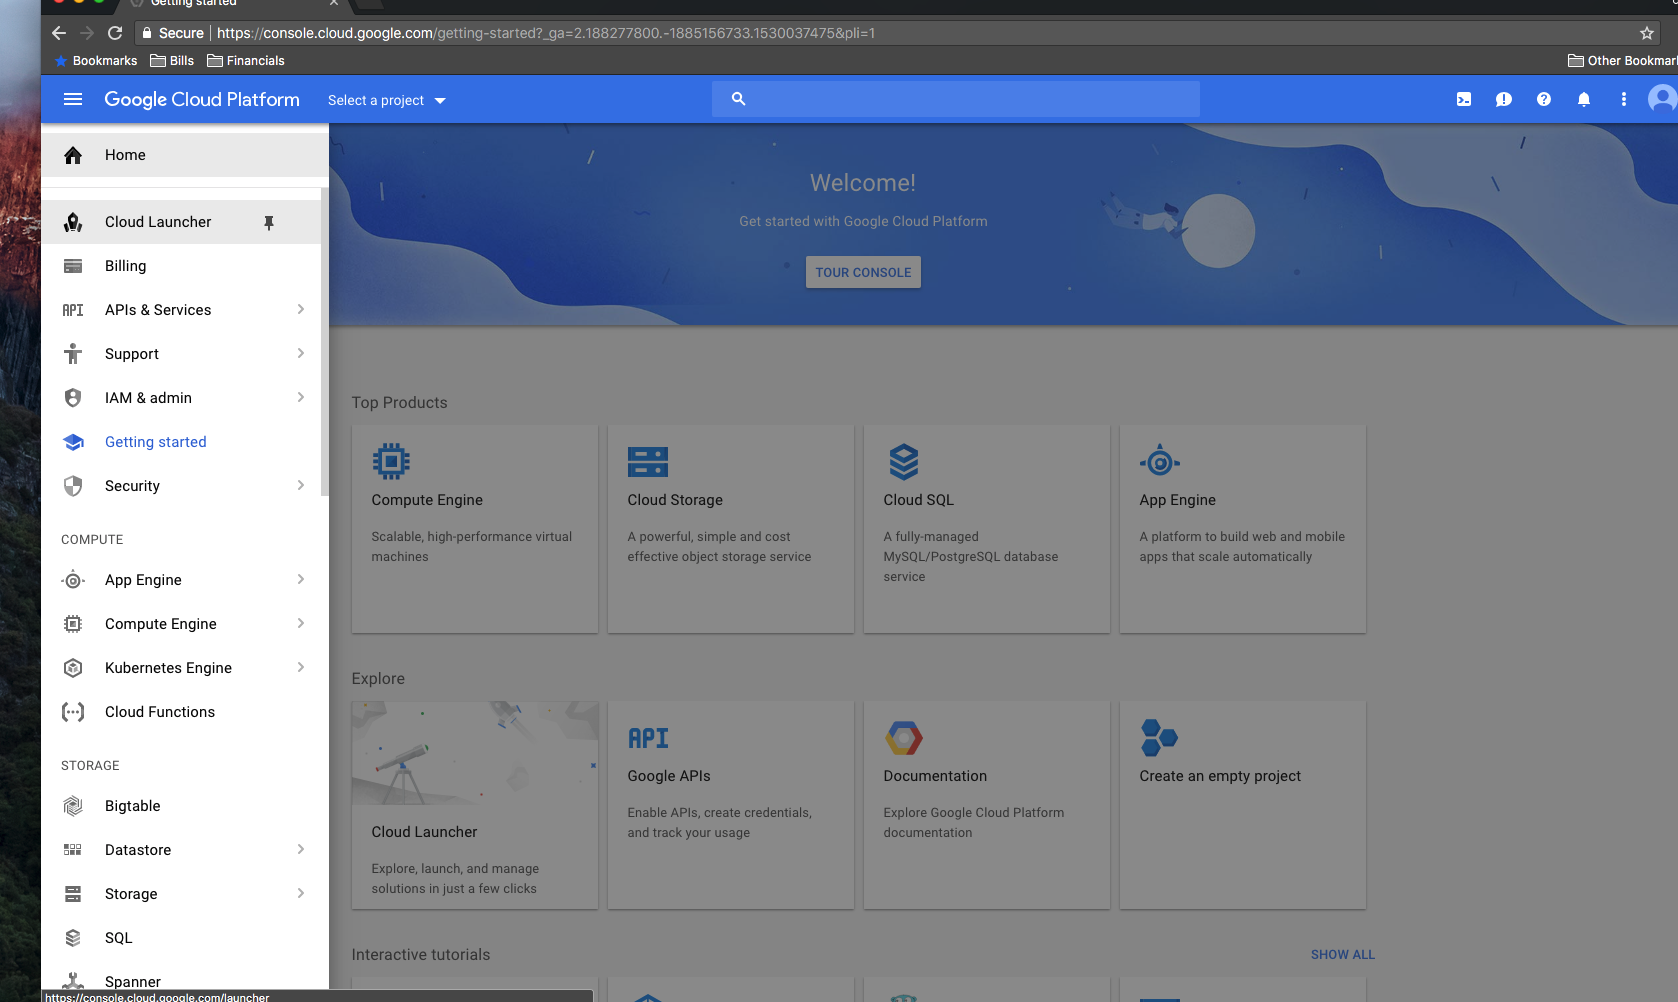 Getting started
Secure | https://console.cloud.google.com/getting-started?_ga=2.188277800.-1885156733.1530037475&pli=1
Bookmarks Bills Financials Other Bookmar
Google Cloud Platform Select a project
Home
Cloud Launcher
Billing
API APIs & Services
Support
IAM & admin
Getting started
Security
COMPUTE
App Engine
Compute Engine
Kubernetes Engine
Cloud Functions
STORAGE
Bigtable
Datastore
Storage
SQL
Spanner
https://console.cloud.google.com/launcher
Welcome!
Get started with Google Cloud Platform
TOUR CONSOLE
Top Products
Compute Engine
Scalable, high-performance virtual
machines
Cloud Storage
A powerful, simple and cost
effective object storage service
Cloud SQL
A fully-managed
MySQL/PostgreSQL database
service
App Engine
A platform to build web and mobile
apps that scale automatically
Explore
Cloud Launcher
Explore, launch, and manage
solutions in just a few clicks
API
Google APIs
Enable APIs, create credentials,
and track your usage
Documentation
Explore Google Cloud Platform
documentation
Create an empty project
Interactive tutorials
SHOW ALL